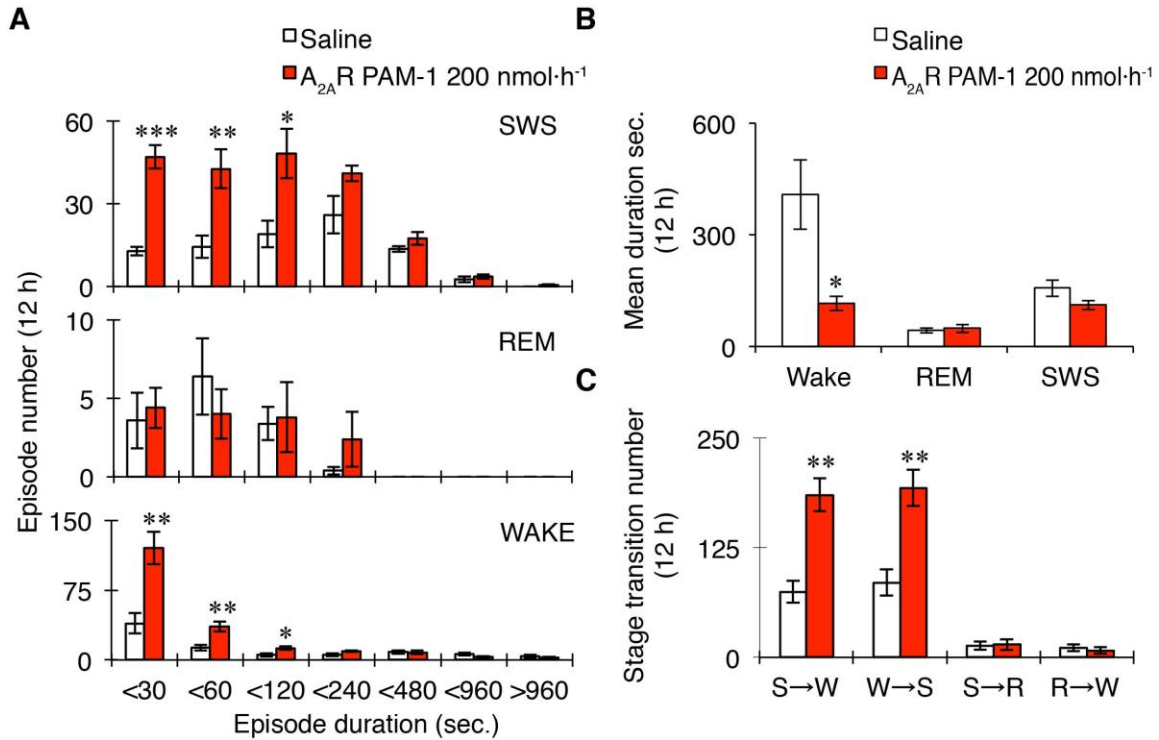 A
Saline
A₂ₐR PAM-1 200 nmol·h⁻¹
Episode number (12 h)
60
30
0
SWS
*** ** *
10
5
0
REM
150
75
0
WAKE
** ** *
<30 <60 <120 <240 <480 <960 >960
Episode duration (sec.)
B
Saline
A₂ₐR PAM-1 200 nmol·h⁻¹
Mean duration sec.
(12 h)
600
300
0
*
Wake REM SWS
C
Stage transition number
(12 h)
250
125
0
** **
S→W W→S S→R R→W